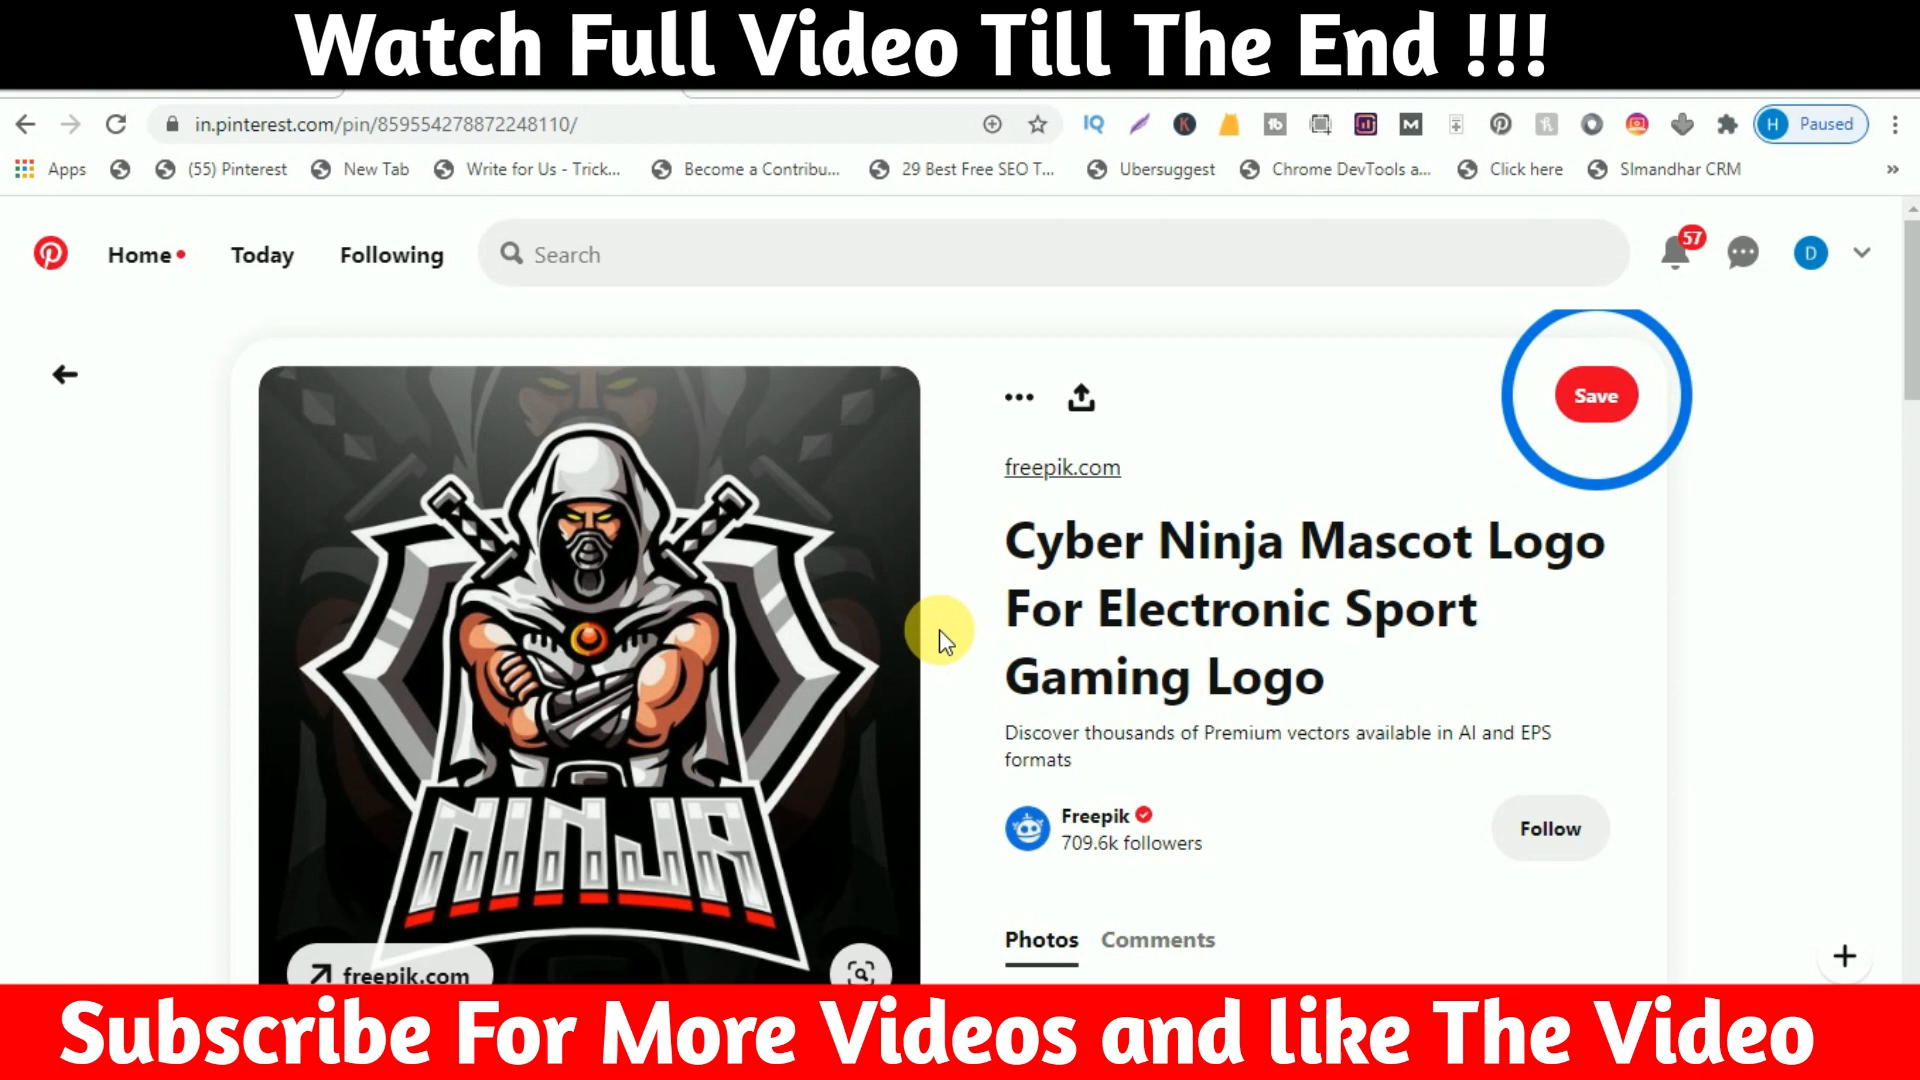 Watch Full Video Till The End !!!
in.pinterest.com/pin/859554278872248110/
IQ
K
tb
M
H Paused
Apps
(55) Pinterest
New Tab
Write for Us - Trick...
Become a Contribu...
29 Best Free SEO T...
Ubersuggest
Chrome DevTools a...
Click here
SImandhar CRM
»
Home
Today
Following
Search
57
D
Save
freepik.com
Cyber Ninja Mascot Logo
For Electronic Sport
Gaming Logo
Discover thousands of Premium vectors available in AI and EPS
formats
Freepik
709.6k followers
Follow
Photos
Comments
NINJA
freepik.com
Subscribe For More Videos and like The Video